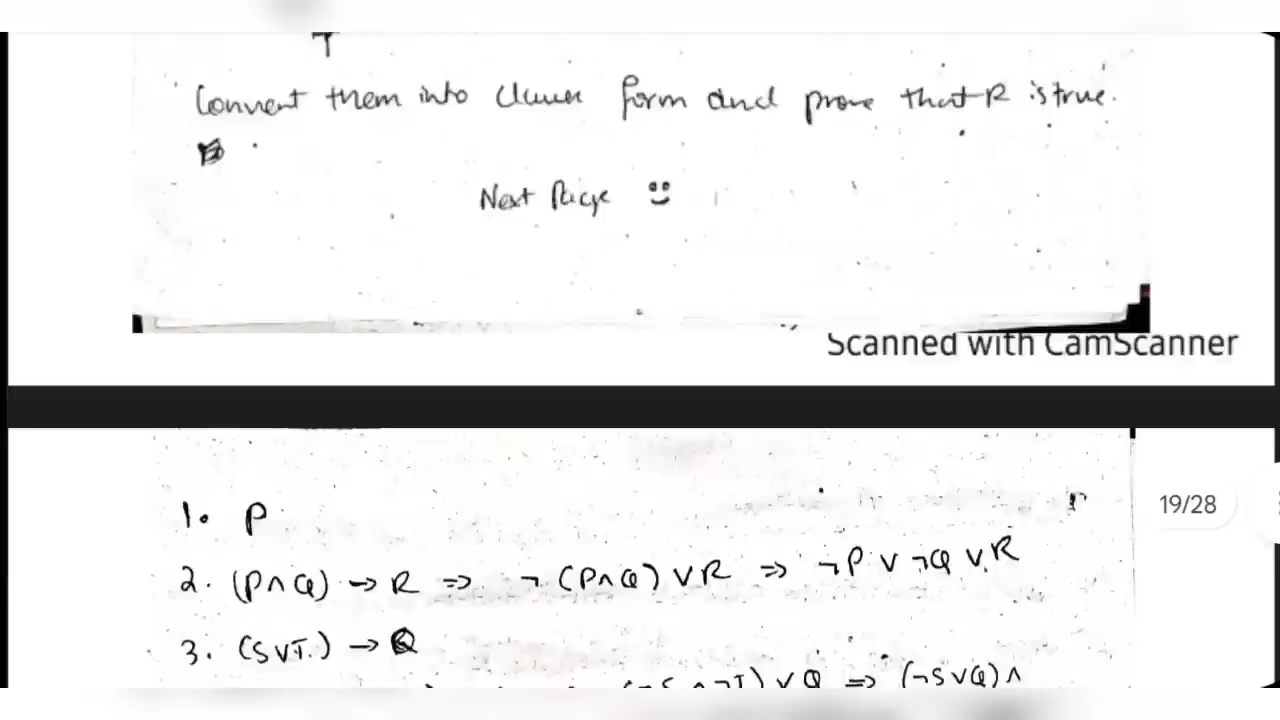 T
Convert them into clause form and prove that R is true.
Next Page
Scanned with CamScanner
1. P
19/28
2. (P∧Q) → R ⇒ ¬(P∧Q) ∨ R ⇒ ¬P ∨ ¬Q ∨ R
3. (S∨T) → Q
(¬S ∧ ¬T) ∨ Q ⇒ (¬S∨Q) ∧